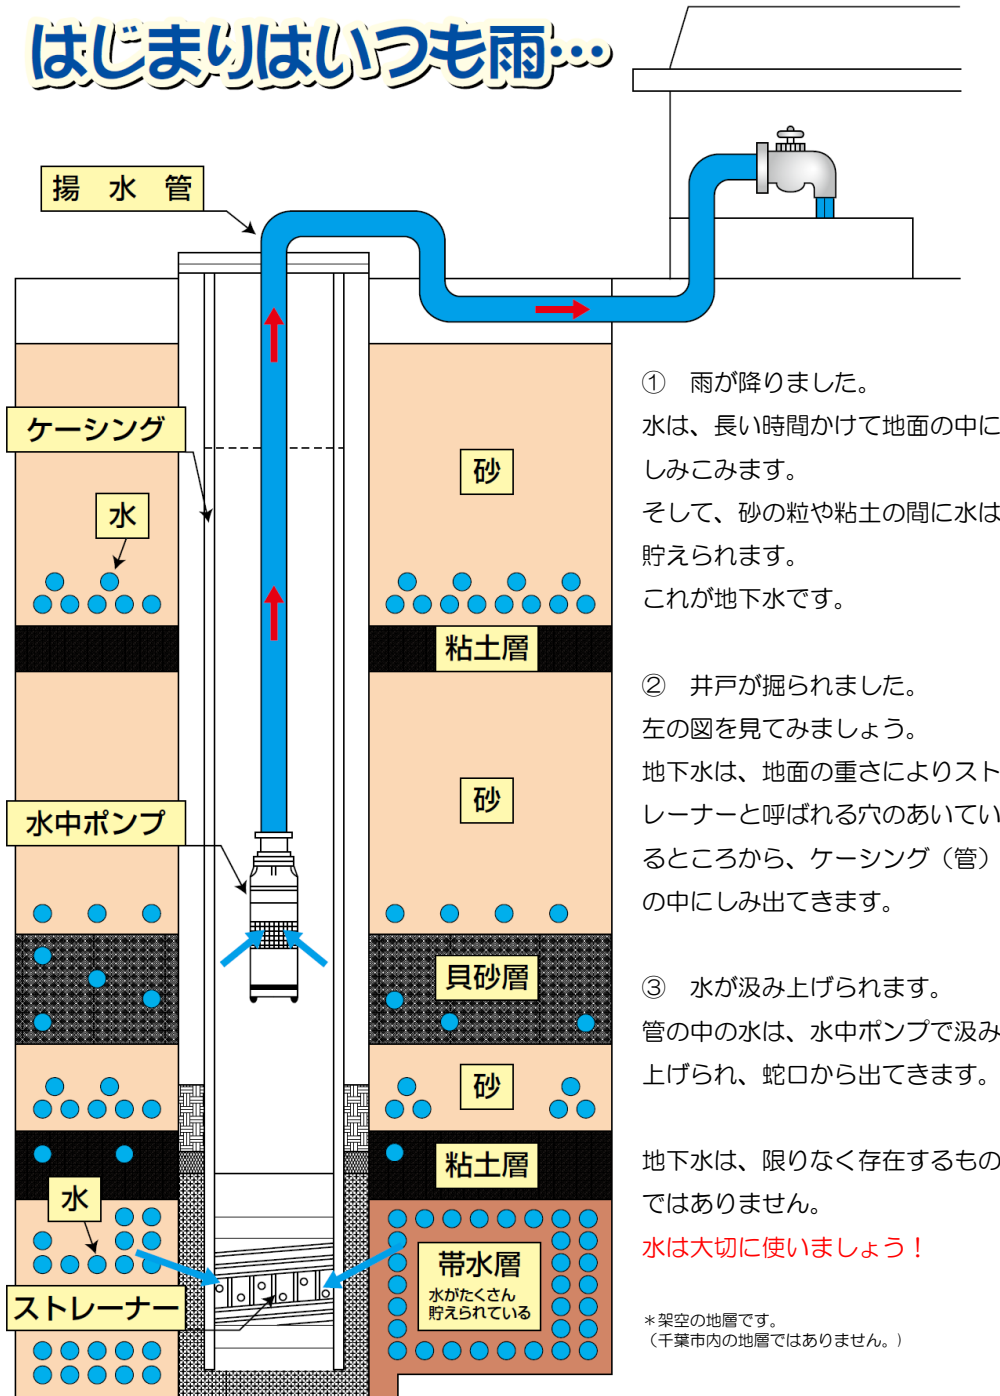 はじまりはいつも雨…
揚水管
ケーシング
水
砂
粘土層
水中ポンプ
砂
貝砂層
砂
粘土層
水
ストレーナー
帯水層
水がたくさん
貯えられている
① 雨が降りました。
水は、長い時間かけて地面の中に
しみこみます。
そして、砂の粒や粘土の間に水は
貯えられます。
これが地下水です。
② 井戸が掘られました。
左の図を見てみましょう。
地下水は、地面の重さによりスト
レーナーと呼ばれる穴のあいてい
るところから、ケーシング（管）
の中にしみ出てきます。
③ 水が汲み上げられます。
管の中の水は、水中ポンプで汲み
上げられ、蛇口から出てきます。
地下水は、限りなく存在するもの
ではありません。
水は大切に使いましょう！
＊架空の地層です。
（千葉市内の地層ではありません。）